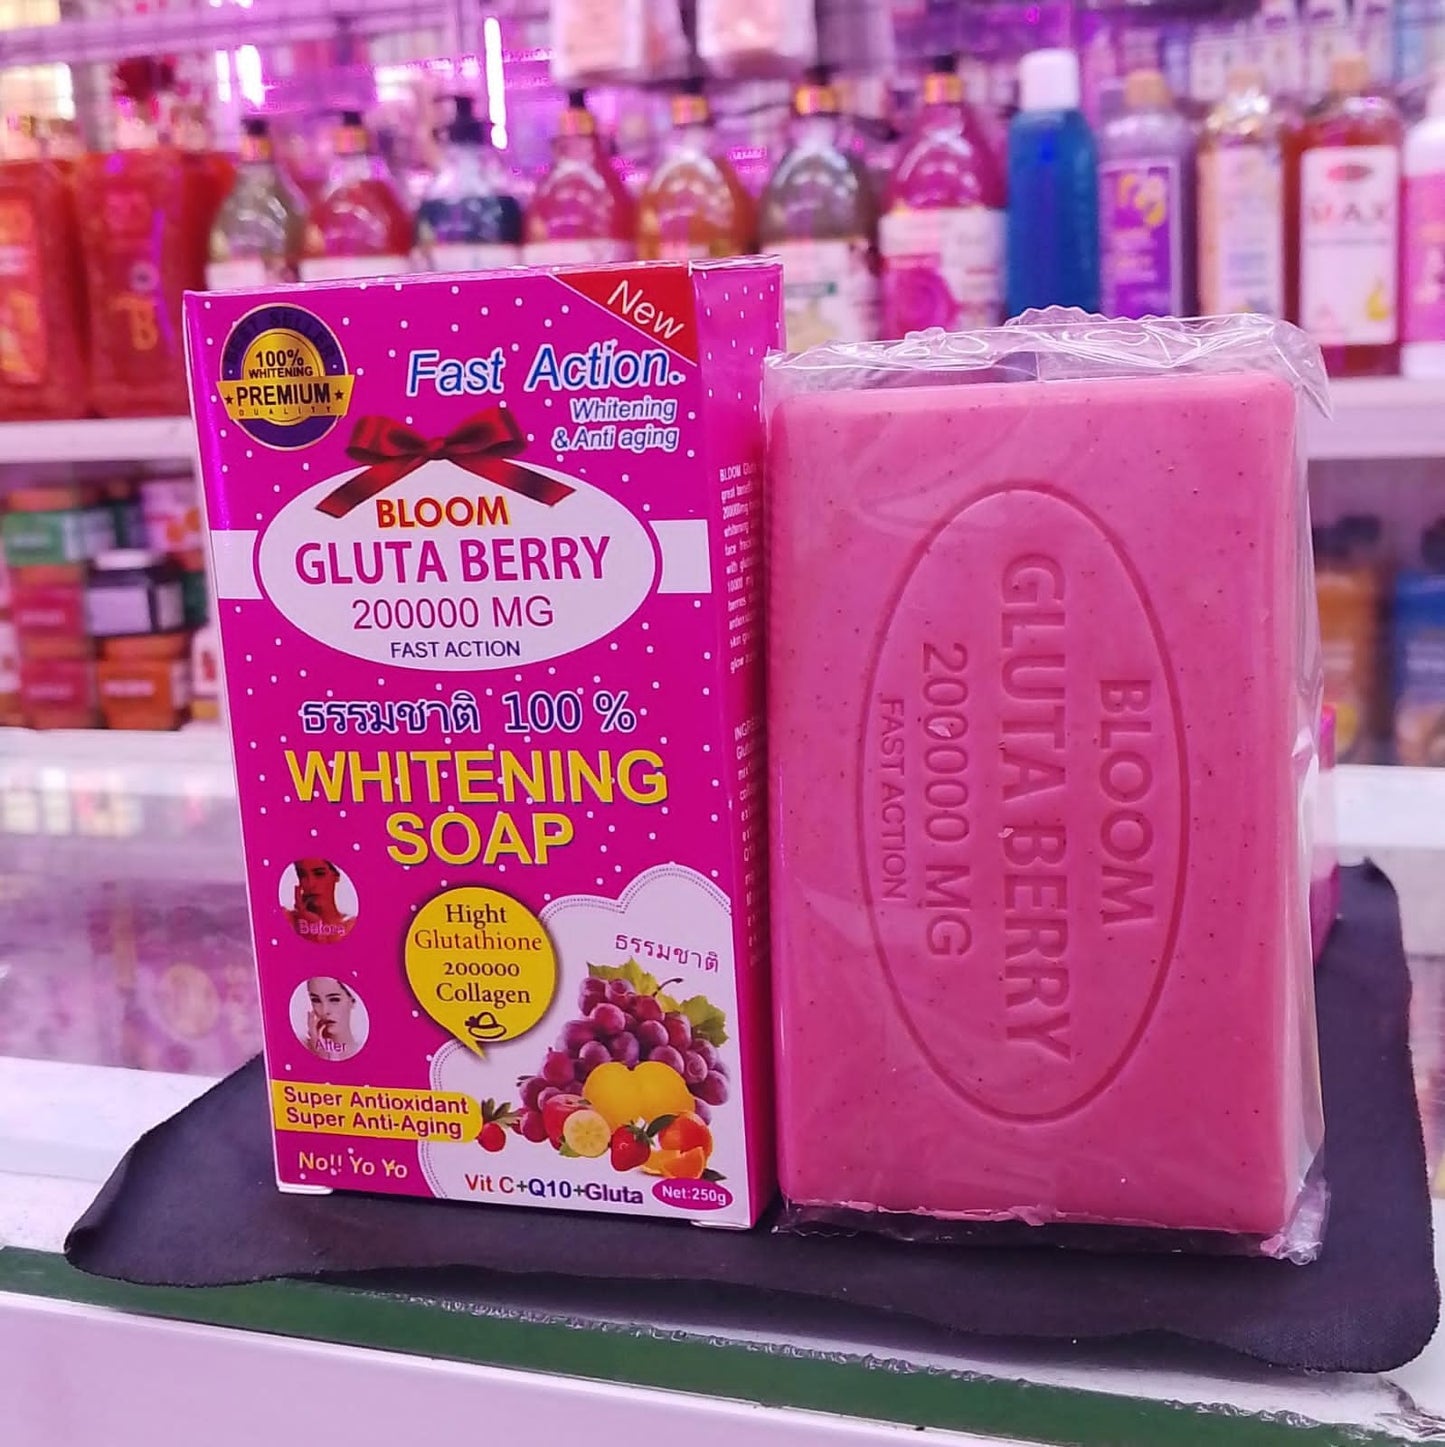 New
BEST SELLER
100%
WHITENING
PREMIUM
QUALITY
Fast Action.
Whitening
& Anti aging
BLOOM
GLUTA BERRY
200000 MG
FAST ACTION
ธรรมชาติ 100 %
WHITENING
SOAP
Before
After
Hight
Glutathione
200000
Collagen
ธรรมชาติ
Super Antioxidant
Super Anti-Aging
No!! Yo Yo
Vit C+Q10+Gluta
Net:250g
BLOOM
GLUTA BERRY
200000 MG
FAST ACTION
MAX